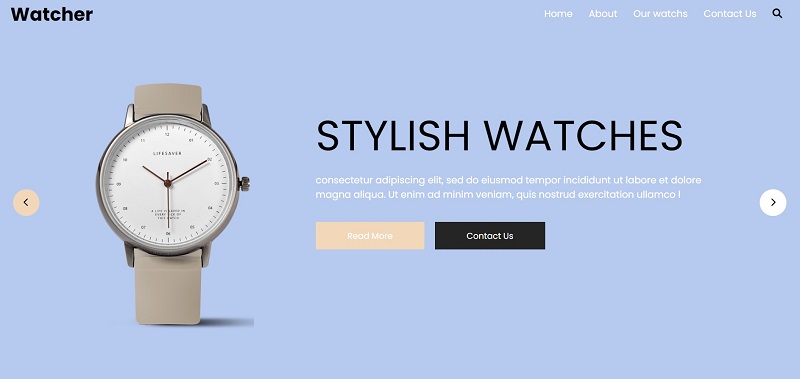 Watcher
Home About Our watchs Contact Us
LIFESAVER
STYLISH WATCHES
consectetur adipiscing elit, sed do eiusmod tempor incididunt ut labore et dolore
magna aliqua. Ut enim ad minim veniam, quis nostrud exercitation ullamco l
Read More Contact Us